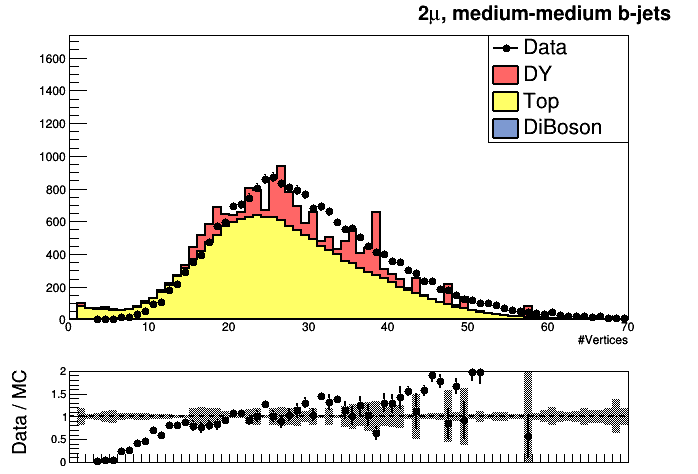 2μ, medium-medium b-jets
1600
1400
1200
1000
800
600
400
200
0
Data
DY
Top
DiBoson
0 10 20 30 40 50 60 70
#Vertices
Data / MC
2
1.5
1
0.5
0